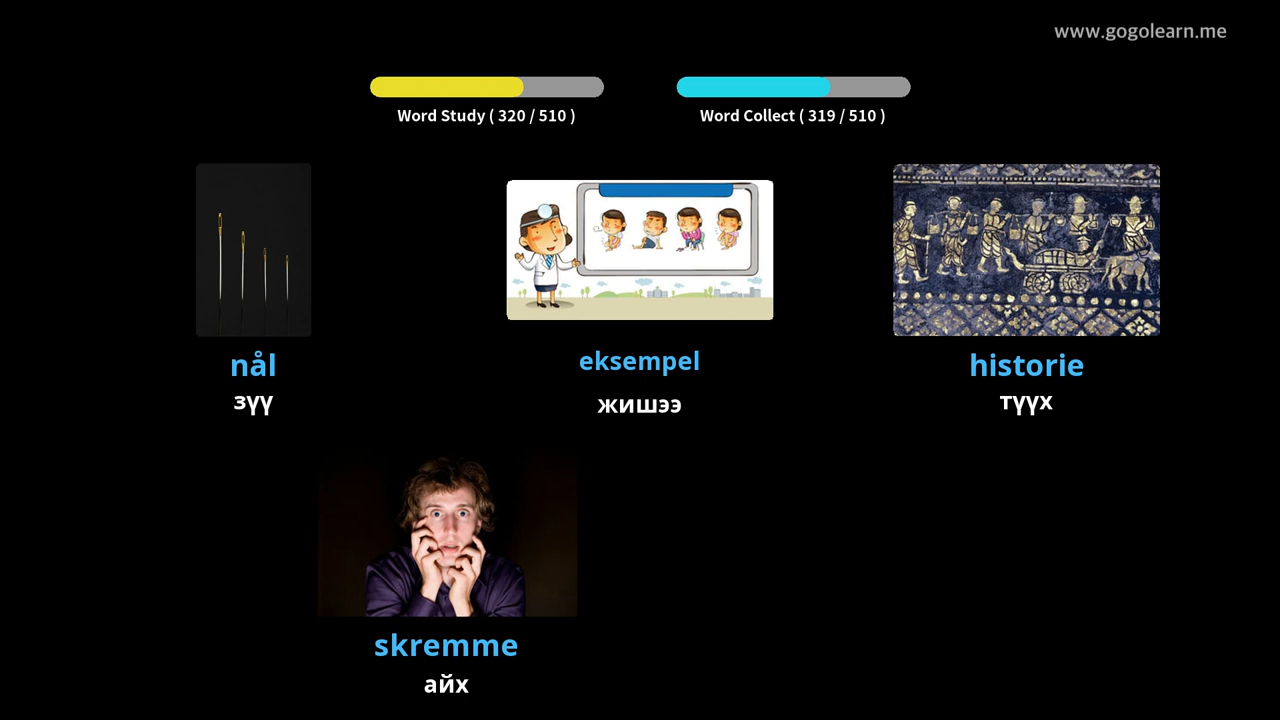 www.gogolearn.me
Word Study ( 320 / 510 )
Word Collect ( 319 / 510 )
nål
зүү
eksempel
жишээ
historie
түүх
skremme
айх